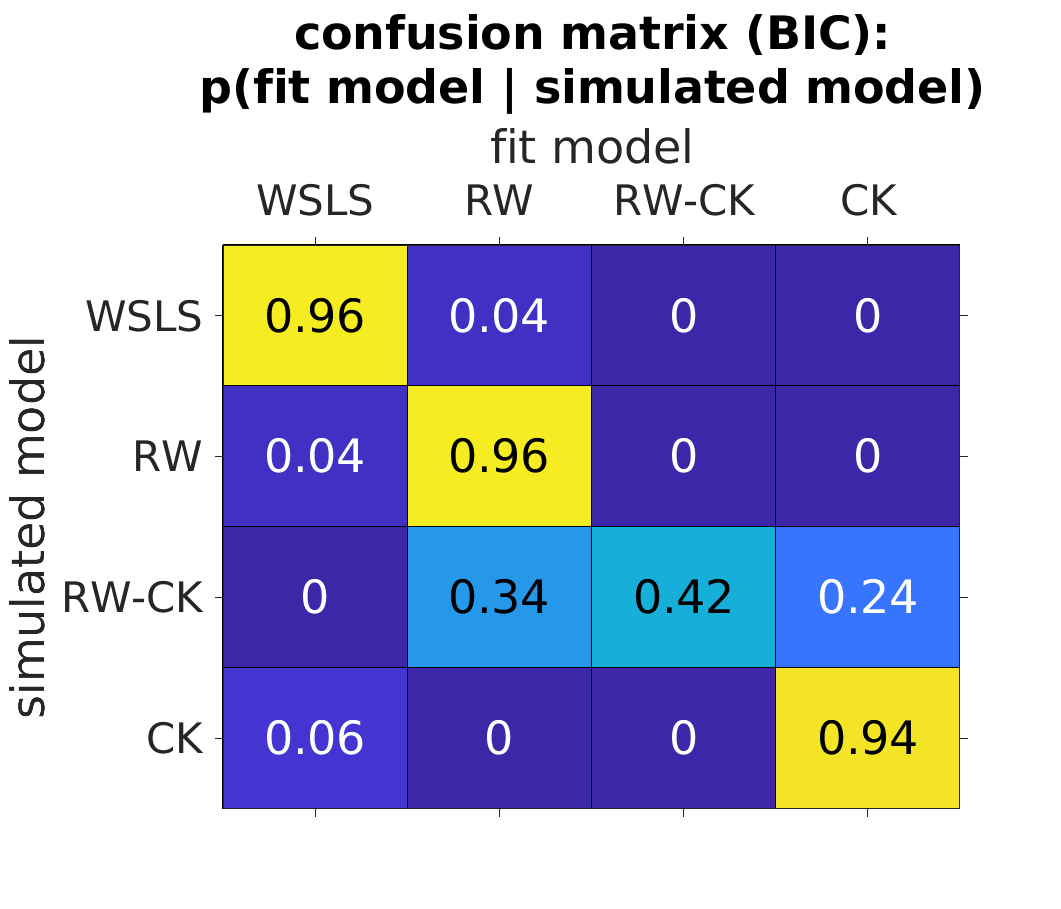 confusion matrix (BIC):
p(fit model | simulated model)
fit model
WSLS RW RW-CK CK
simulated model
WSLS 0.96 0.04 0 0
RW 0.04 0.96 0 0
RW-CK 0 0.34 0.42 0.24
CK 0.06 0 0 0.94